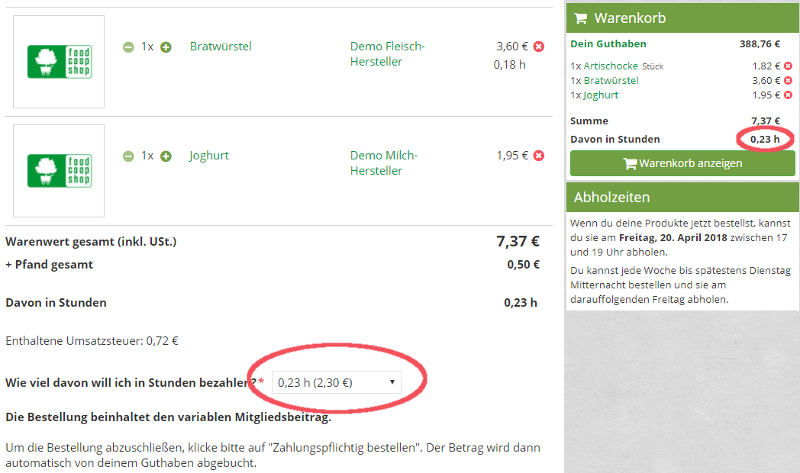 food
coop
shop
1x Bratwürstel Demo Fleisch- 3,60 €
Hersteller 0,18 h
food
coop
shop
1x Joghurt Demo Milch- 1,95 €
Hersteller
Warenwert gesamt (inkl. USt.) 7,37 €
+ Pfand gesamt 0,50 €
Davon in Stunden 0,23 h
Enthaltene Umsatzsteuer: 0,72 €
Wie viel davon will ich in Stunden bezahlen?* 0,23 h (2,30 €)
Die Bestellung beinhaltet den variablen Mitgliedsbeitrag.
Um die Bestellung abzuschließen, klicke bitte auf "Zahlungspflichtig bestellen". Der Betrag wird dann
automatisch von deinem Guthaben abgebucht.
Warenkorb
Dein Guthaben 388,76 €
1x Artischocke Stück 1,82 €
1x Bratwürstel 3,60 €
1x Joghurt 1,95 €
Summe 7,37 €
Davon in Stunden 0,23 h
Warenkorb anzeigen
Abholzeiten
Wenn du deine Produkte jetzt bestellst, kannst
du sie am Freitag, 20. April 2018 zwischen 17
und 19 Uhr abholen.
Du kannst jede Woche bis spätestens Dienstag
Mitternacht bestellen und sie am
darauffolgenden Freitag abholen.